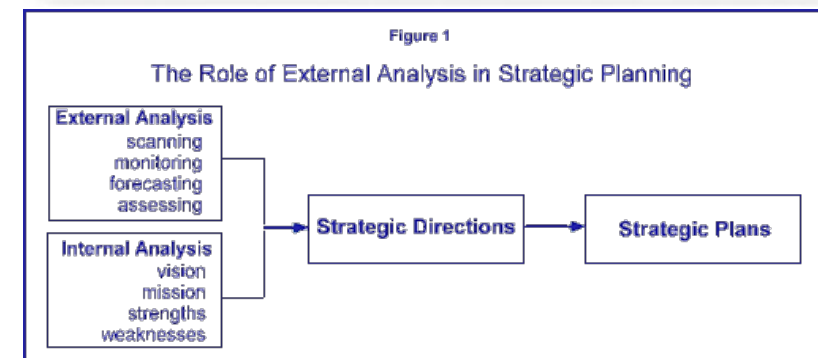 Figure 1
The Role of External Analysis in Strategic Planning
External Analysis
scanning
monitoring
forecasting
assessing
Internal Analysis
vision
mission
strengths
weaknesses
Strategic Directions
Strategic Plans